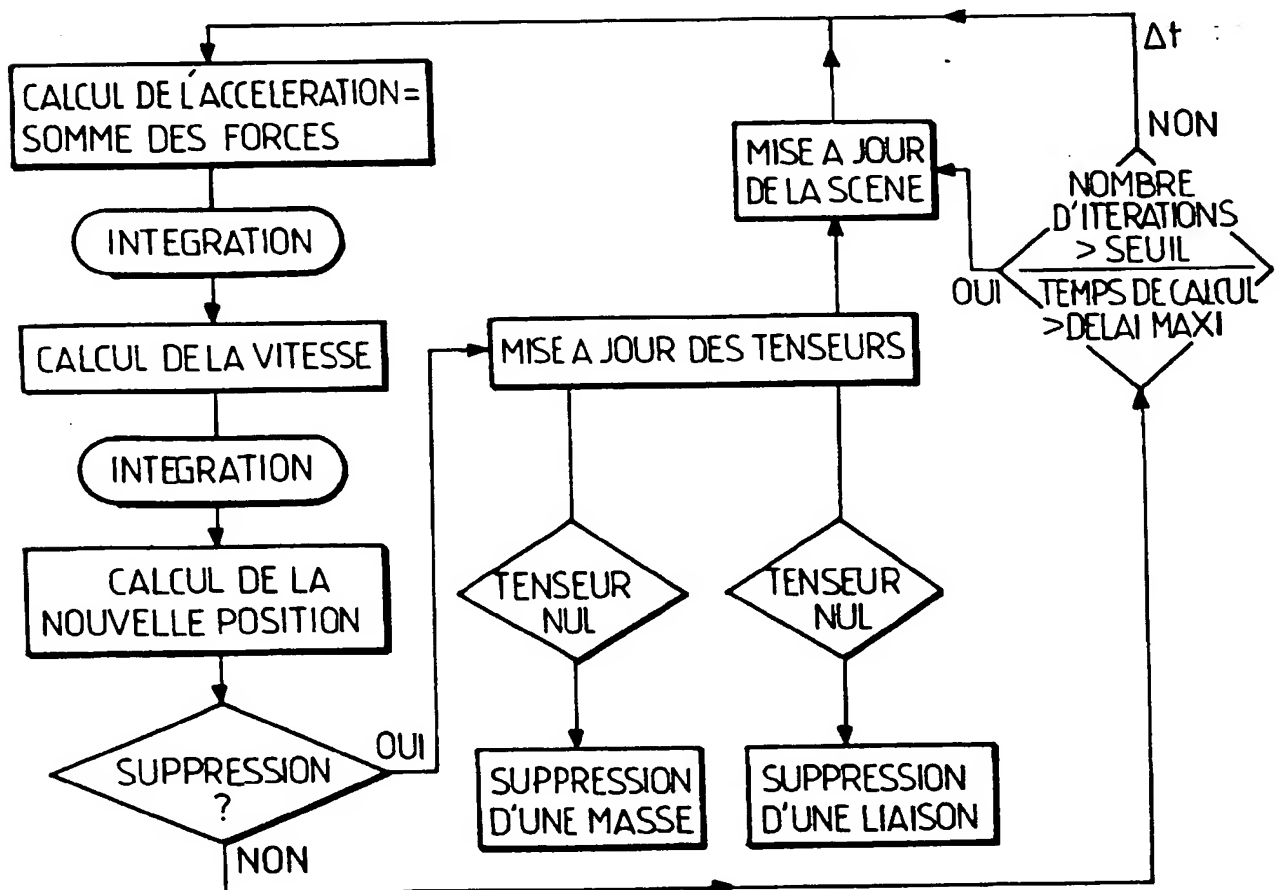 CALCUL DE L'ACCELERATION=
SOMME DES FORCES
INTEGRATION
CALCUL DE LA VITESSE
INTEGRATION
CALCUL DE LA
NOUVELLE POSITION
SUPPRESSION
?
OUI
NON
MISE A JOUR DES TENSEURS
TENSEUR
NUL
SUPPRESSION
D'UNE MASSE
TENSEUR
NUL
SUPPRESSION
D'UNE LIAISON
MISE A JOUR
DE LA SCENE
Δt
NON
NOMBRE
D'ITERATIONS
> SEUIL
OUI
TEMPS DE CALCUL
>DELAI MAXI